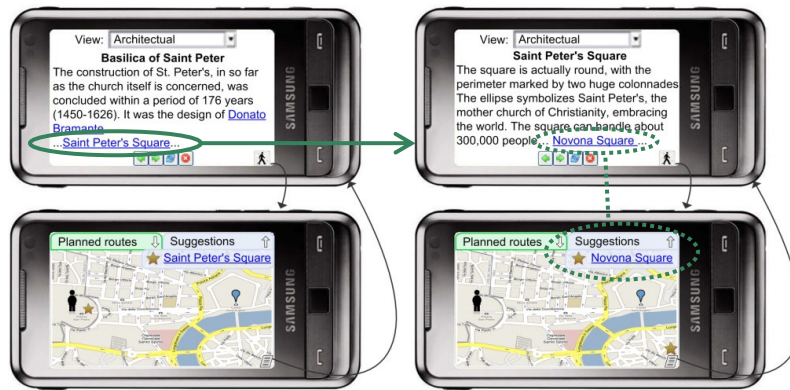 View: Architectural
Basilica of Saint Peter
The construction of St. Peter's, in so far
as the church itself is concerned, was
concluded within a period of 176 years
(1450-1626). It was the design of Donato
Bramante
...Saint Peter's Square...
SAMSUNG
View: Architectural
Saint Peter's Square
The square is actually round, with the
perimeter marked by two huge colonnades
The ellipse symbolizes Saint Peter's, the
mother church of Christianity, embracing
the world. The square can handle about
300,000 people... Novona Square...
SAMSUNG
Planned routes Suggestions
Saint Peter's Square
SAMSUNG
Planned routes Suggestions
Novona Square
SAMSUNG